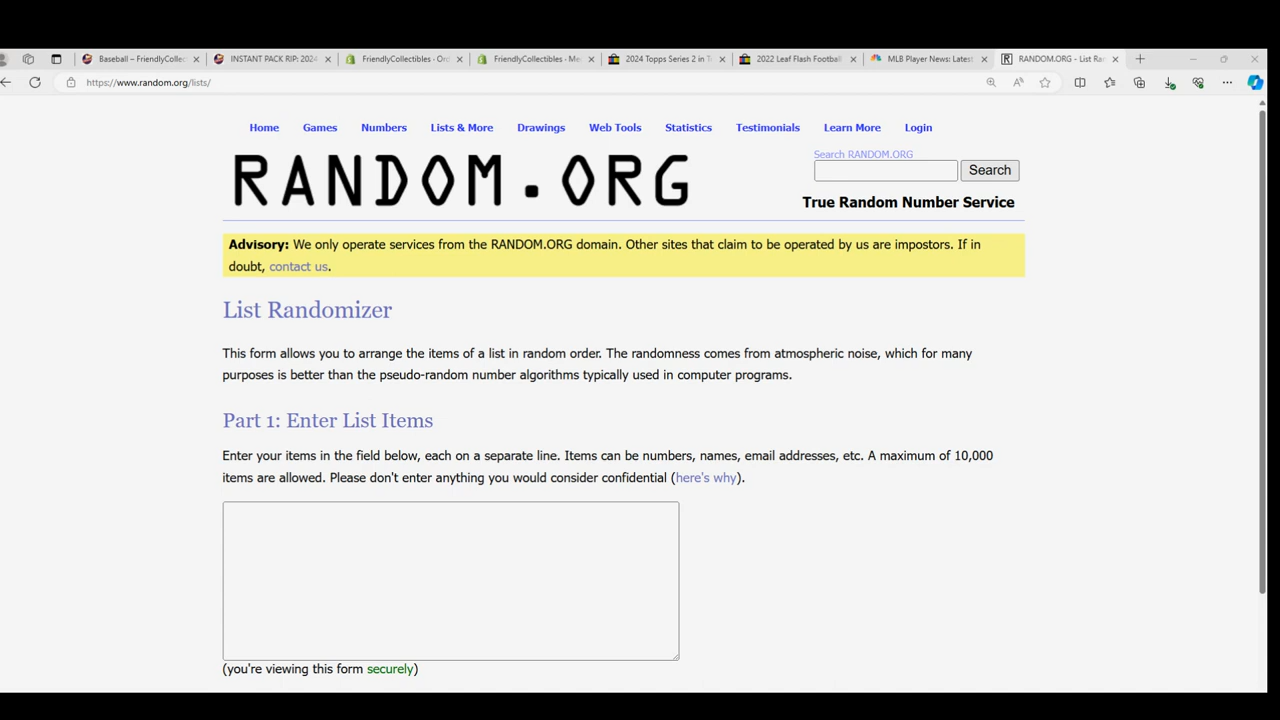 Baseball – FriendlyCollec
INSTANT PACK RIP: 2024
FriendlyCollectibles · Ord
FriendlyCollectibles · Me
2024 Topps Series 2 in To
2022 Leaf Flash Football
MLB Player News: Latest
RANDOM.ORG - List Ra
https://www.random.org/lists/
Home Games Numbers Lists & More Drawings Web Tools Statistics Testimonials Learn More Login
RANDOM.ORG
Search RANDOM.ORG
Search
True Random Number Service
Advisory: We only operate services from the RANDOM.ORG domain. Other sites that claim to be operated by us are impostors. If in
doubt, contact us.
List Randomizer
This form allows you to arrange the items of a list in random order. The randomness comes from atmospheric noise, which for many
purposes is better than the pseudo-random number algorithms typically used in computer programs.
Part 1: Enter List Items
Enter your items in the field below, each on a separate line. Items can be numbers, names, email addresses, etc. A maximum of 10,000
items are allowed. Please don't enter anything you would consider confidential (here's why).
(you're viewing this form securely)